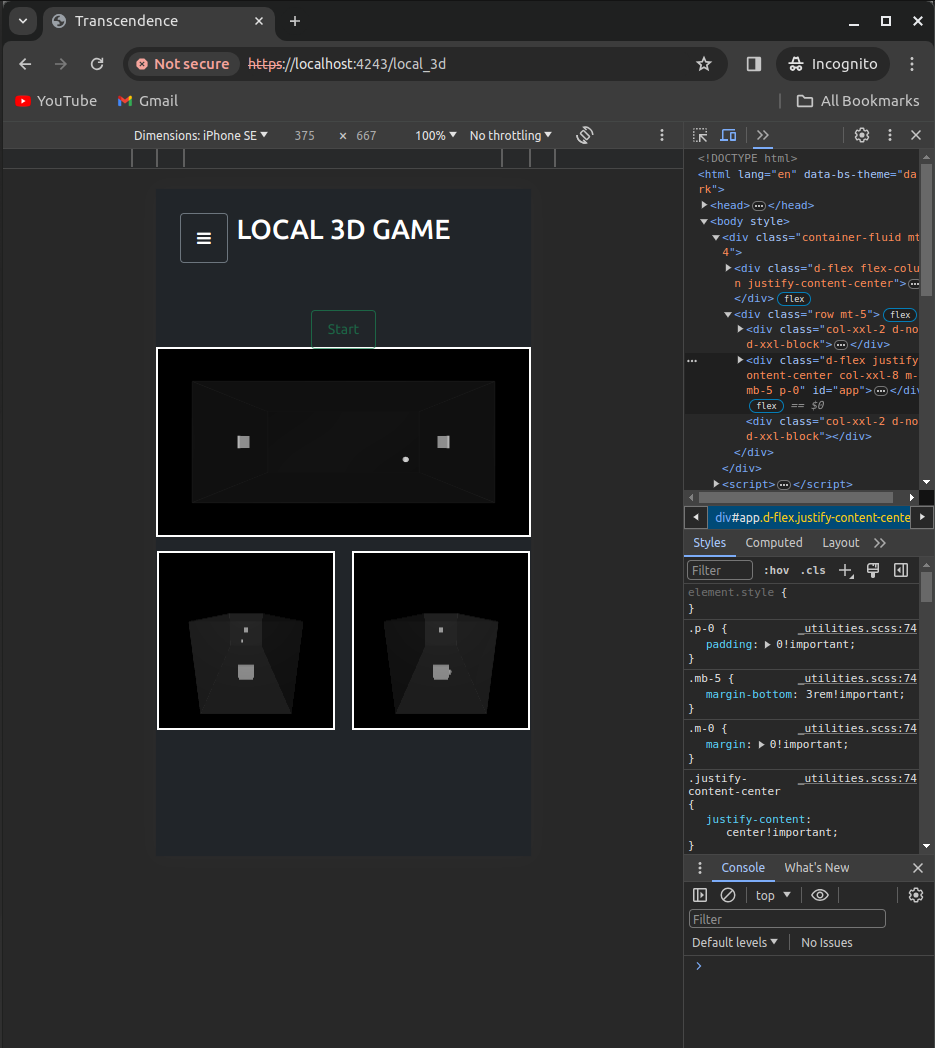 Transcendence
Not secure https://localhost:4243/local_3d Incognito
YouTube Gmail All Bookmarks
Dimensions: iPhone SE 375 × 667 100% No throttling
LOCAL 3D GAME
Start
<!DOCTYPE html>
<html lang="en" data-bs-theme="da
rk">
<head> … </head>
<body style>
<div class="container-fluid mt
4">
<div class="d-flex flex-colu
n justify-content-center"> …
</div> flex
<div class="row mt-5"> flex
<div class="col-xxl-2 d-no
d-xxl-block"> … </div>
… <div class="d-flex justify
ontent-center col-xxl-8 m-
mb-5 p-0" id="app"> … </div
flex == $0
<div class="col-xxl-2 d-no
d-xxl-block"></div>
</div>
</div>
<script> … </script>
div#app.d-flex.justify-content-cente
Styles Computed Layout
Filter :hov .cls
element.style {
}
.p-0 { _utilities.scss:74
padding: 0!important;
}
.mb-5 { _utilities.scss:74
margin-bottom: 3rem!important;
}
.m-0 { _utilities.scss:74
margin: 0!important;
}
.justify- _utilities.scss:74
content-center
{
justify-content:
center!important;
}
Console What's New
top
Filter
Default levels No Issues